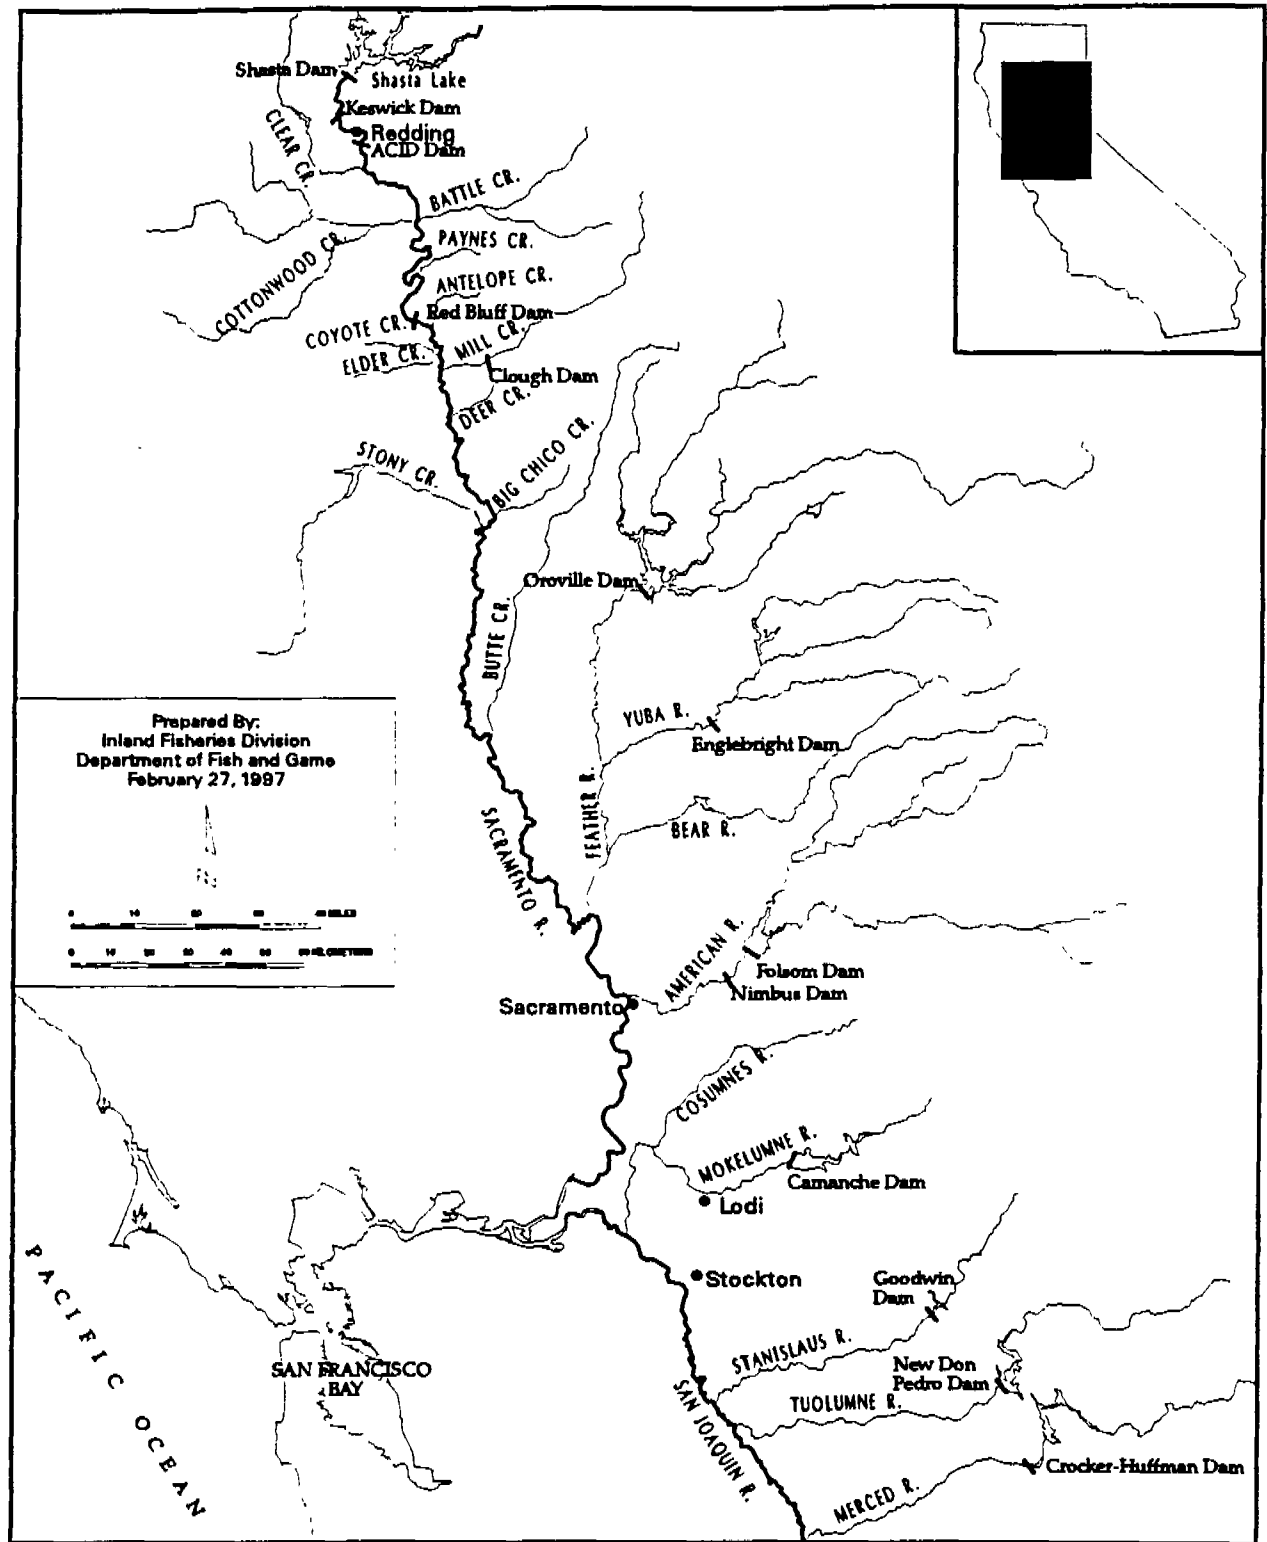 Shasta Dam
Shasta Lake
Keswick Dam
Redding
ACID Dam
CLEAR CR.
BATTLE CR.
PAYNES CR.
COTTONWOOD CR.
ANTELOPE CR.
Red Bluff Dam
COYOTE CR.
ELDER CR.
MILL CR.
Clough Dam
DEER CR.
STONY CR.
BIG CHICO CR.
Oroville Dam
BUTTE CR.
Prepared By:
Inland Fisheries Division
Department of Fish and Game
February 27, 1997
YUBA R.
Englebright Dam
FEATHER R.
BEAR R.
SACRAMENTO R.
AMERICAN R.
Folsom Dam
Nimbus Dam
Sacramento
COSUMNES R.
MOKELUMNE R.
Camanche Dam
Lodi
Stockton
Goodwin
Dam
STANISLAUS R.
New Don
Pedro Dam
TUOLUMNE R.
SAN JOAQUIN R.
Crocker-Huffman Dam
MERCED R.
SAN FRANCISCO
BAY
PACIFIC OCEAN